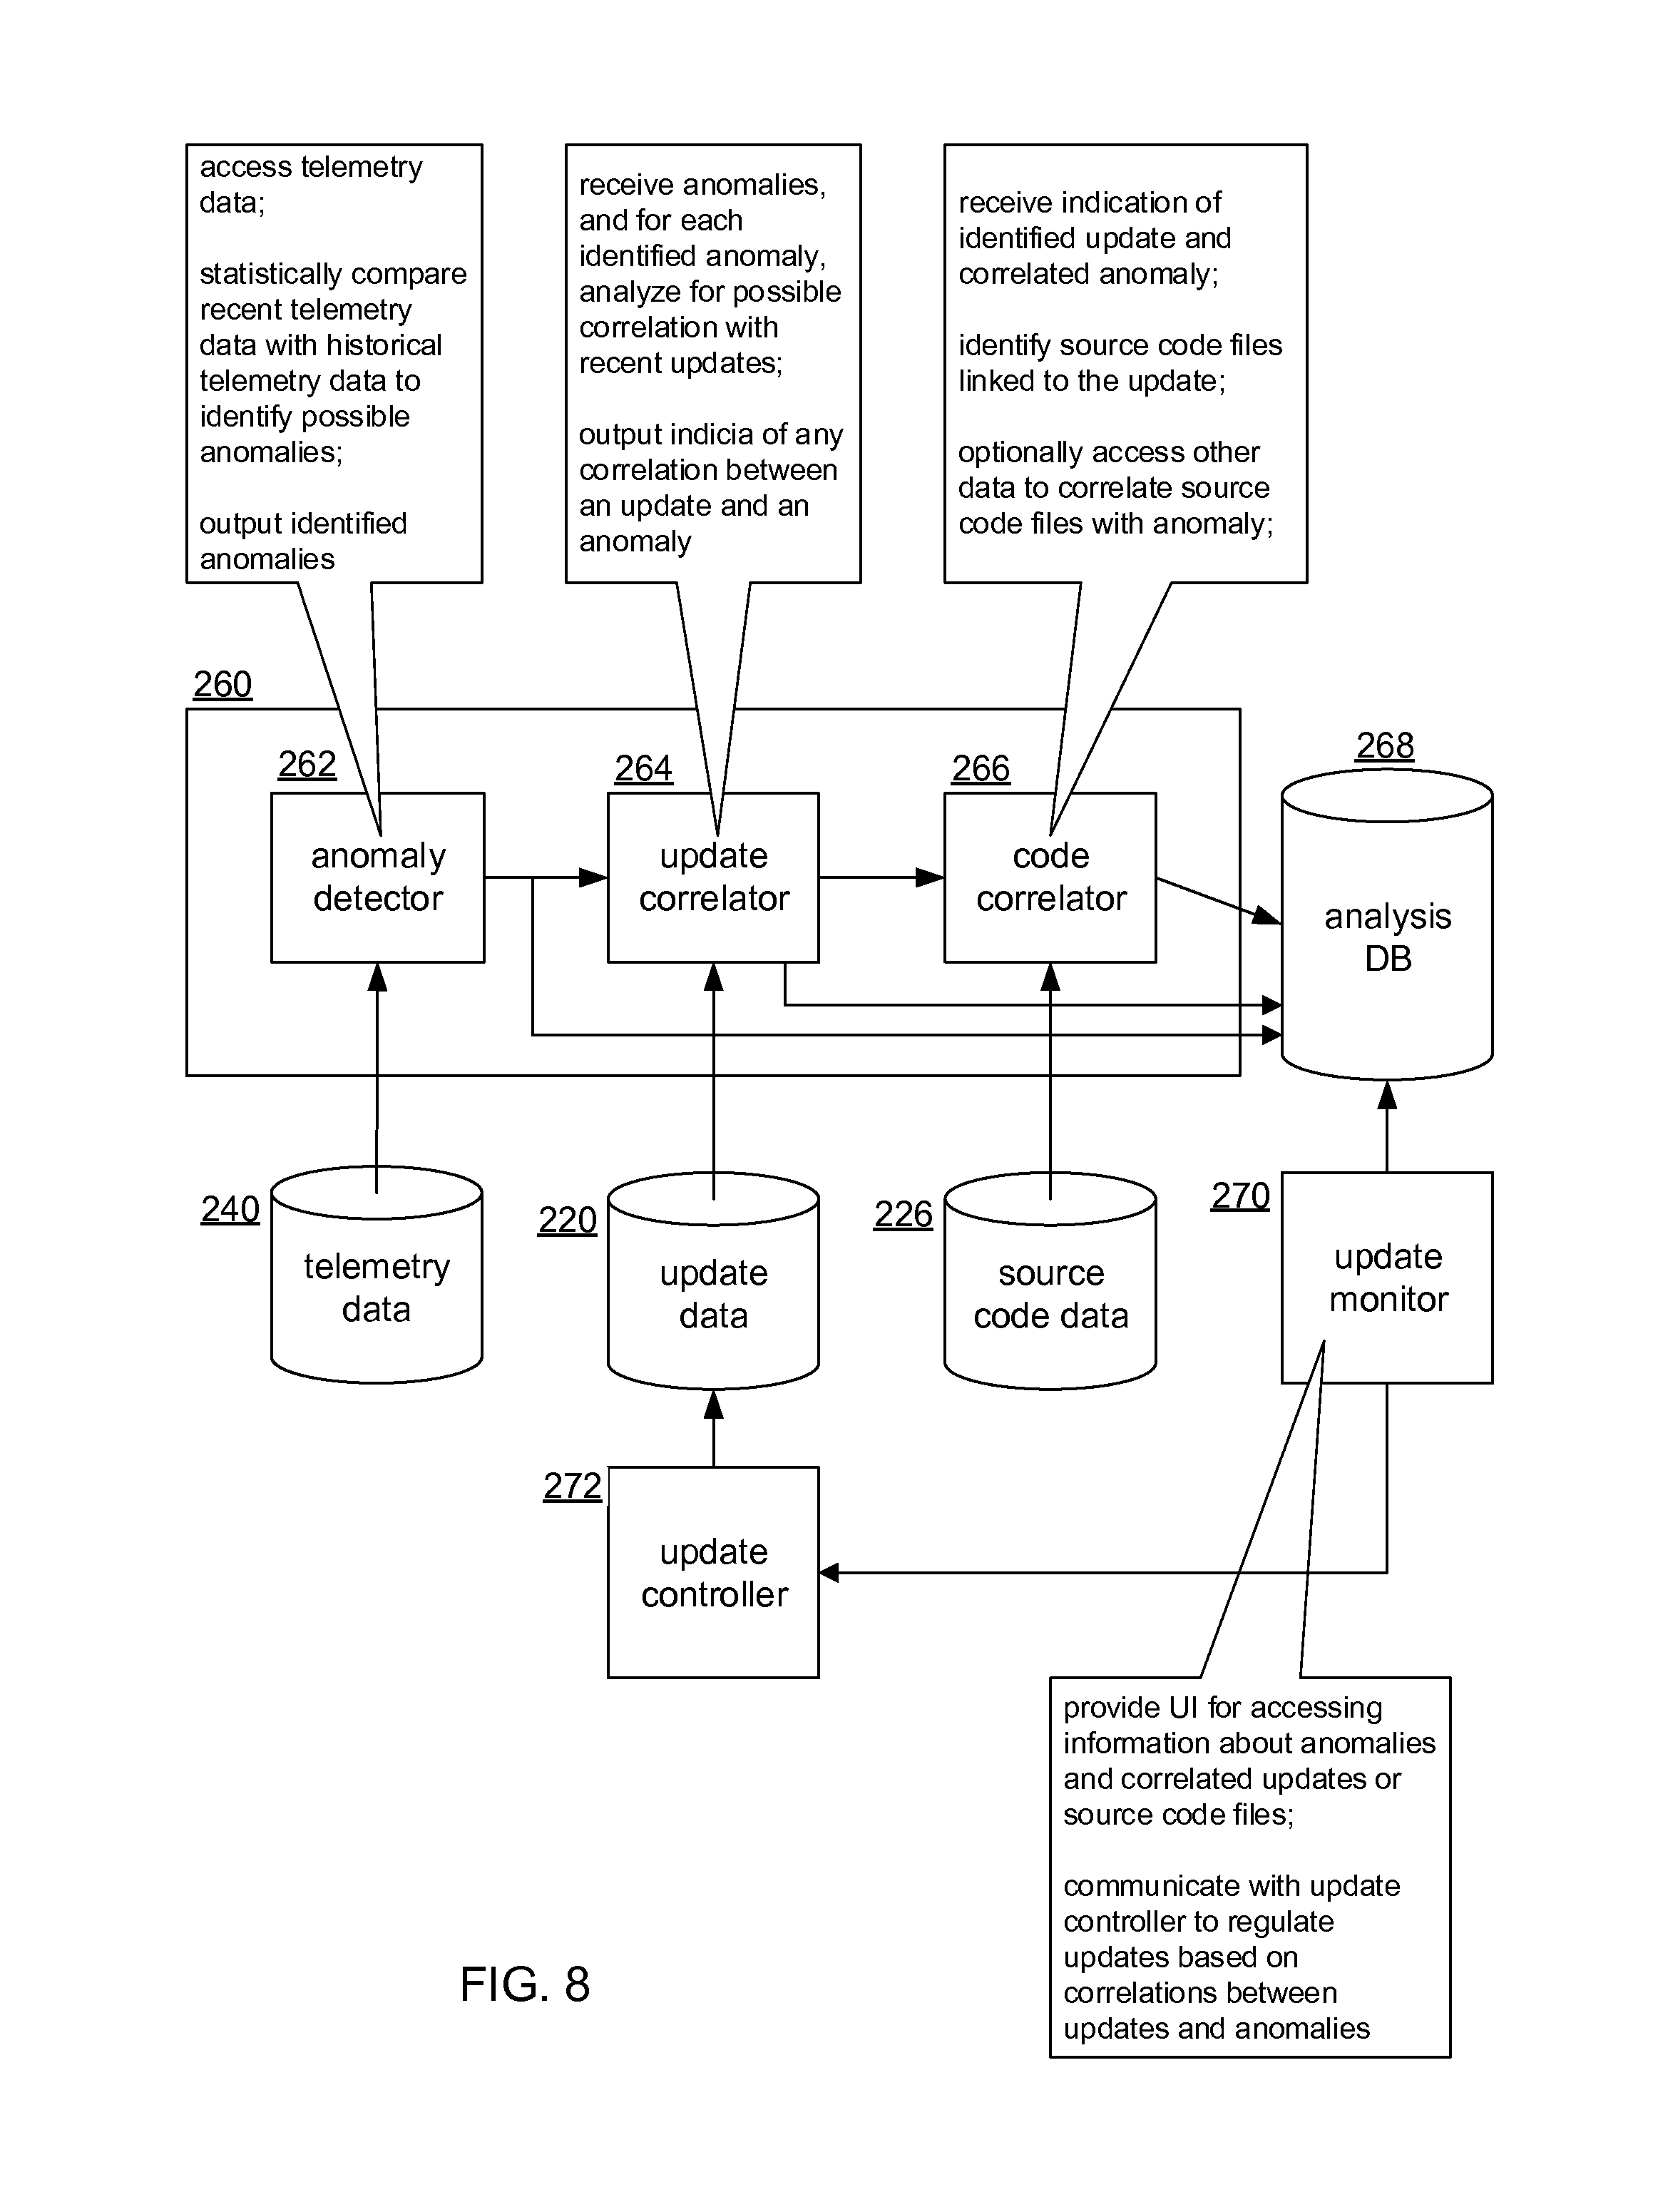 access telemetry
data;
statistically compare
recent telemetry
data with historical
telemetry data to
identify possible
anomalies;
output identified
anomalies
receive anomalies,
and for each
identified anomaly,
analyze for possible
correlation with
recent updates;
output indicia of any
correlation between
an update and an
anomaly
receive indication of
identified update and
correlated anomaly;
identify source code files
linked to the update;
optionally access other
data to correlate source
code files with anomaly;
260
262
anomaly
detector
264
update
correlator
266
code
correlator
268
analysis
DB
240
telemetry
data
220
update
data
226
source
code data
270
update
monitor
272
update
controller
provide UI for accessing
information about anomalies
and correlated updates or
source code files;
communicate with update
controller to regulate
updates based on
correlations between
updates and anomalies
FIG. 8